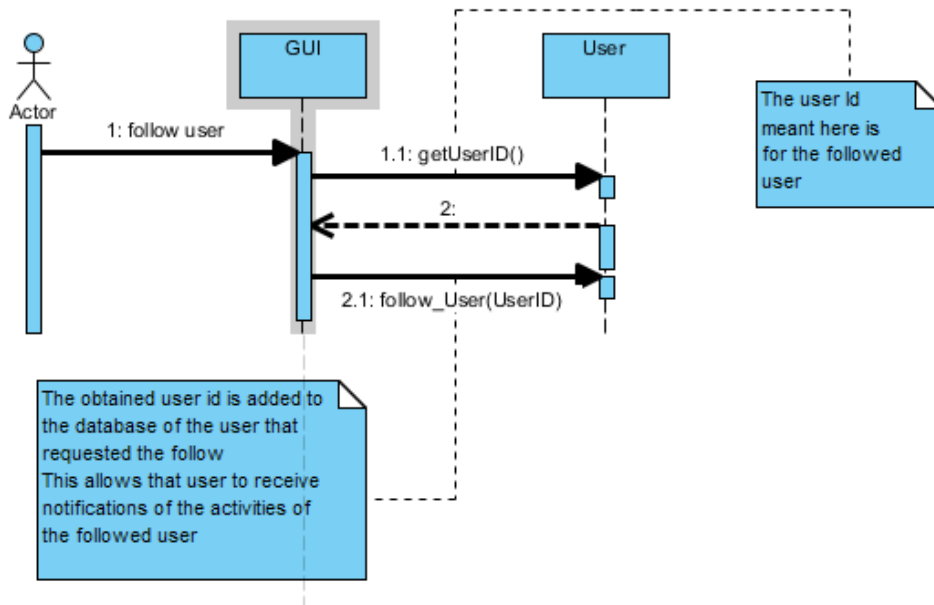 GUI
User
Actor
1: follow user
1.1: getUserID()
2:
2.1: follow_User(UserID)
The user Id
meant here is
for the followed
user
The obtained user id is added to
the database of the user that
requested the follow
This allows that user to receive
notifications of the activities of
the followed user